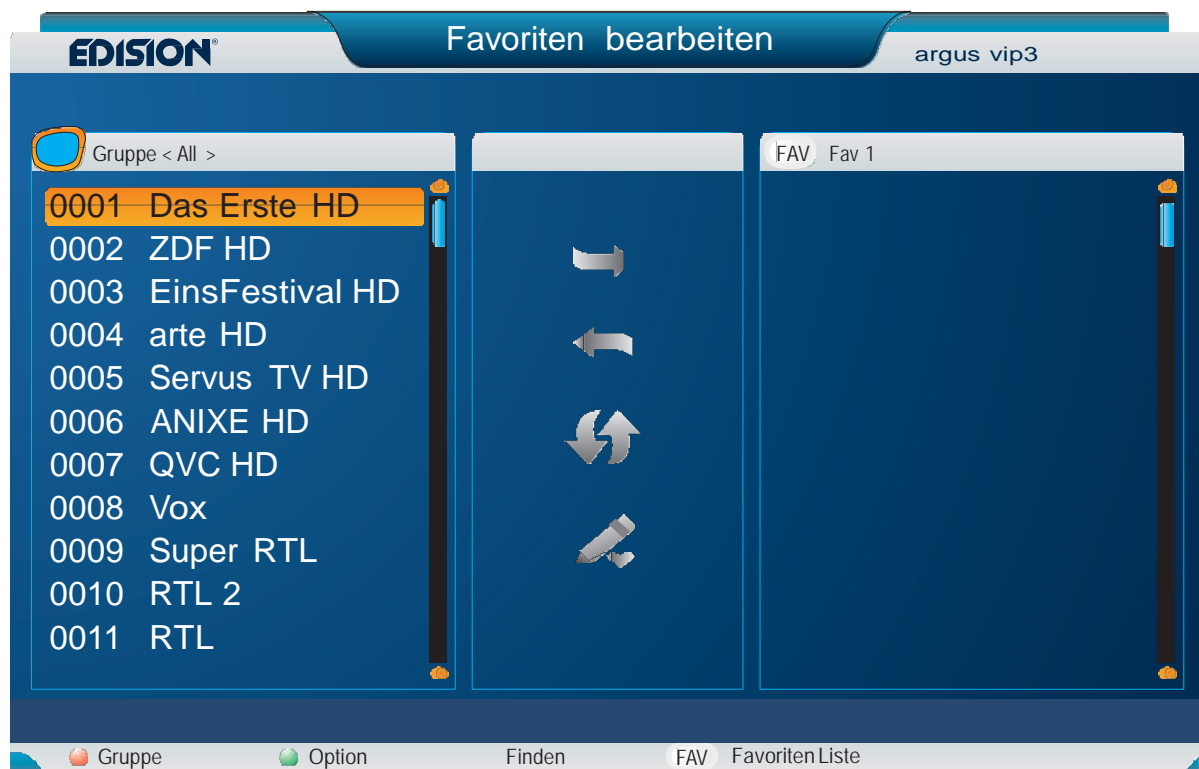 Favoriten bearbeiten
EDISION®
argus vip3
Gruppe < All >
FAV Fav 1
0001 Das Erste HD
0002 ZDF HD
0003 EinsFestival HD
0004 arte HD
0005 Servus TV HD
0006 ANIXE HD
0007 QVC HD
0008 Vox
0009 Super RTL
0010 RTL 2
0011 RTL
Gruppe Option Finden FAV Favoriten Liste